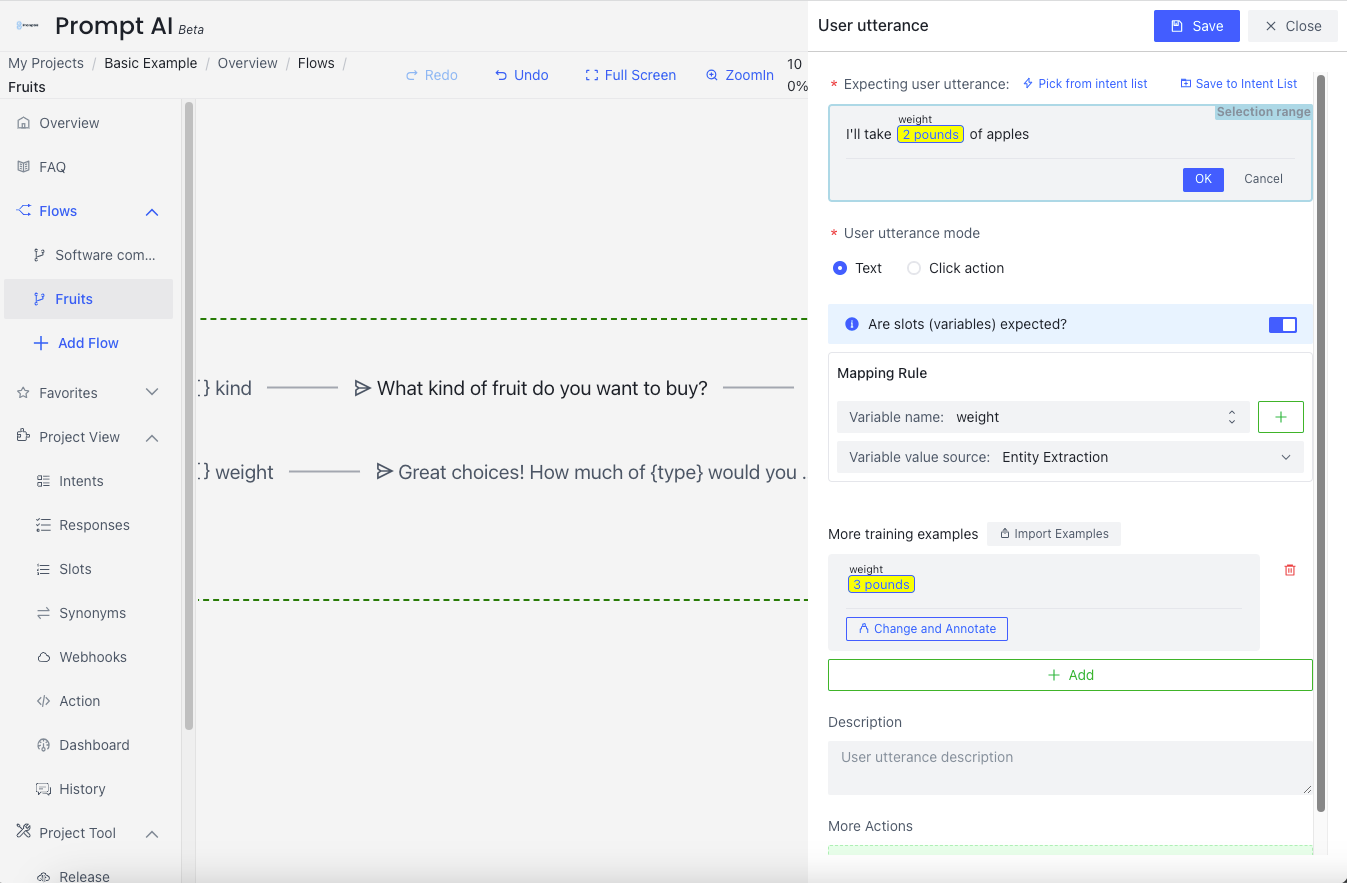 Prompt AI Beta
My Projects / Basic Example / Overview / Flows /
Fruits
Redo
Undo
Full Screen
ZoomIn
10
0%
Overview
FAQ
Flows
Software com...
Fruits
Add Flow
Favorites
Project View
Intents
Responses
Slots
Synonyms
Webhooks
Action
Dashboard
History
Project Tool
Release
kind
What kind of fruit do you want to buy?
weight
Great choices! How much of {type} would you .
User utterance
Save
Close
* Expecting user utterance:
Pick from intent list
Save to Intent List
Selection range
weight
I'll take 2 pounds of apples
OK
Cancel
* User utterance mode
Text
Click action
Are slots (variables) expected?
Mapping Rule
Variable name: weight
Variable value source: Entity Extraction
More training examples
Import Examples
weight
3 pounds
Change and Annotate
Add
Description
User utterance description
More Actions